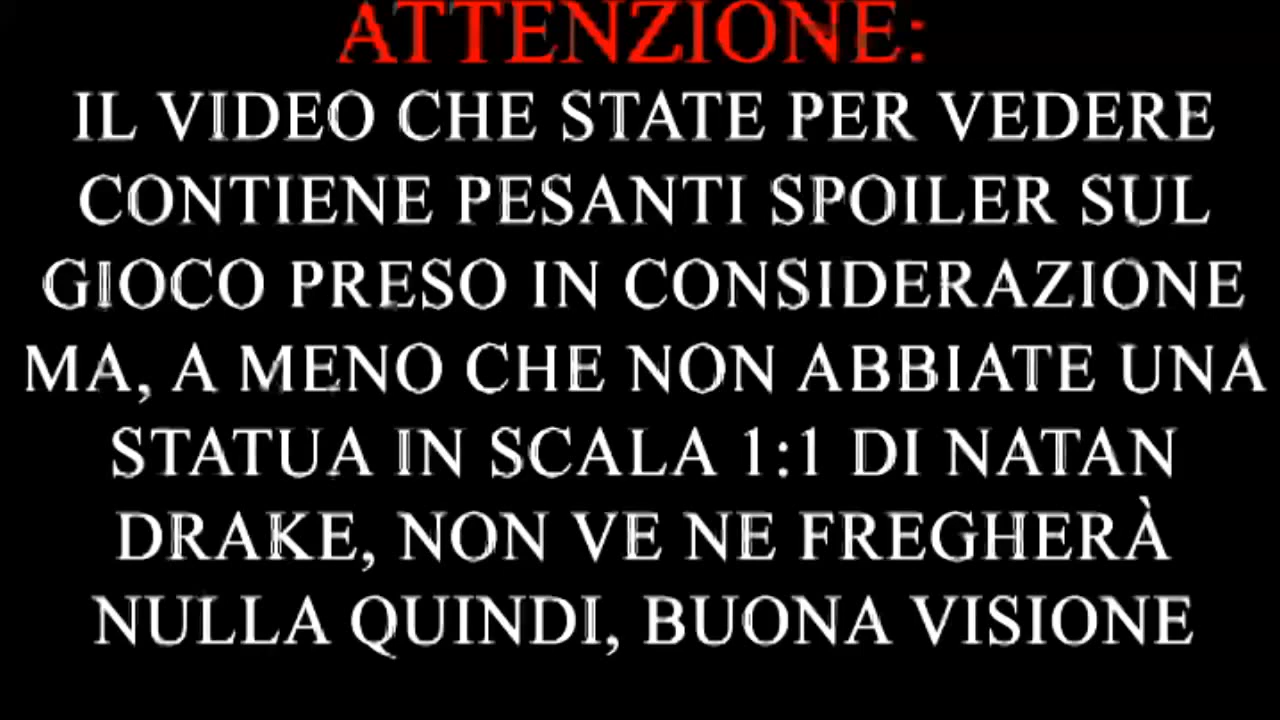 ATTENZIONE:
IL VIDEO CHE STATE PER VEDERE
CONTIENE PESANTI SPOILER SUL
GIOCO PRESO IN CONSIDERAZIONE
MA, A MENO CHE NON ABBIATE UNA
STATUA IN SCALA 1:1 DI NATAN
DRAKE, NON VE NE FREGHERÀ
NULLA QUINDI, BUONA VISIONE